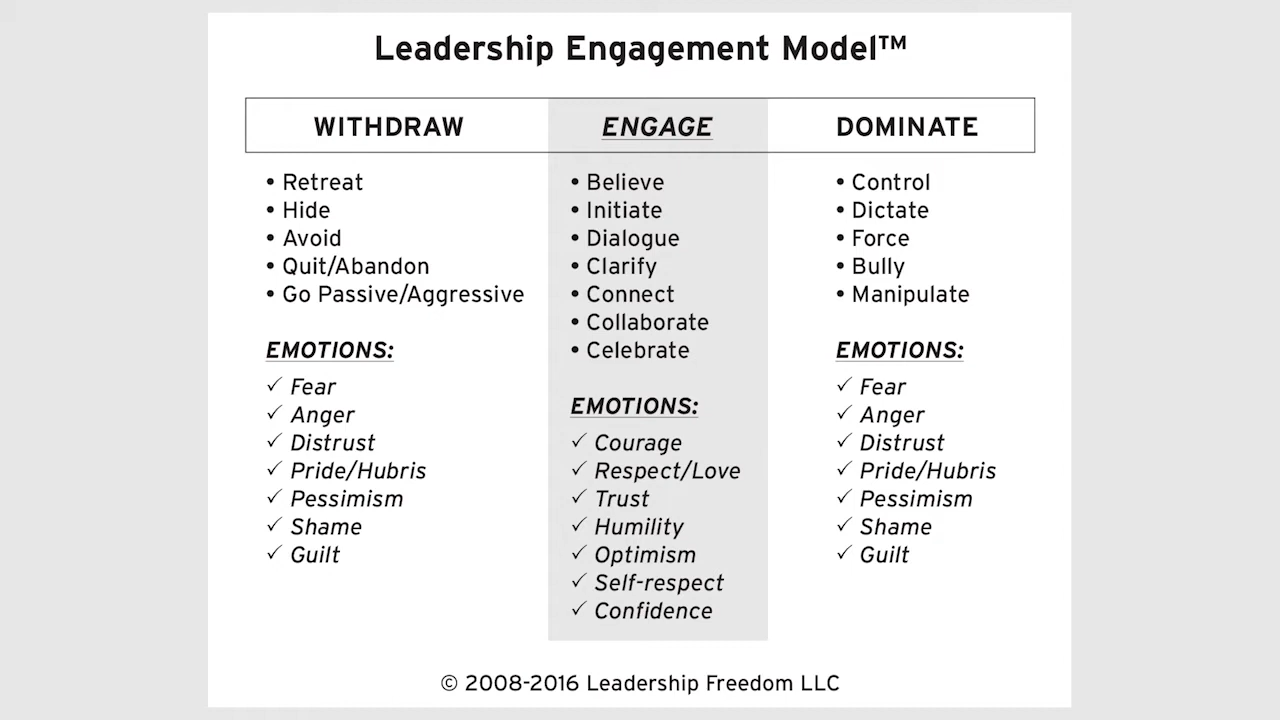 Leadership Engagement Model™
WITHDRAW
• Retreat
• Hide
• Avoid
• Quit/Abandon
• Go Passive/Aggressive
EMOTIONS:
✓ Fear
✓ Anger
✓ Distrust
✓ Pride/Hubris
✓ Pessimism
✓ Shame
✓ Guilt
ENGAGE
• Believe
• Initiate
• Dialogue
• Clarify
• Connect
• Collaborate
• Celebrate
EMOTIONS:
✓ Courage
✓ Respect/Love
✓ Trust
✓ Humility
✓ Optimism
✓ Self-respect
✓ Confidence
DOMINATE
• Control
• Dictate
• Force
• Bully
• Manipulate
EMOTIONS:
✓ Fear
✓ Anger
✓ Distrust
✓ Pride/Hubris
✓ Pessimism
✓ Shame
✓ Guilt
© 2008-2016 Leadership Freedom LLC